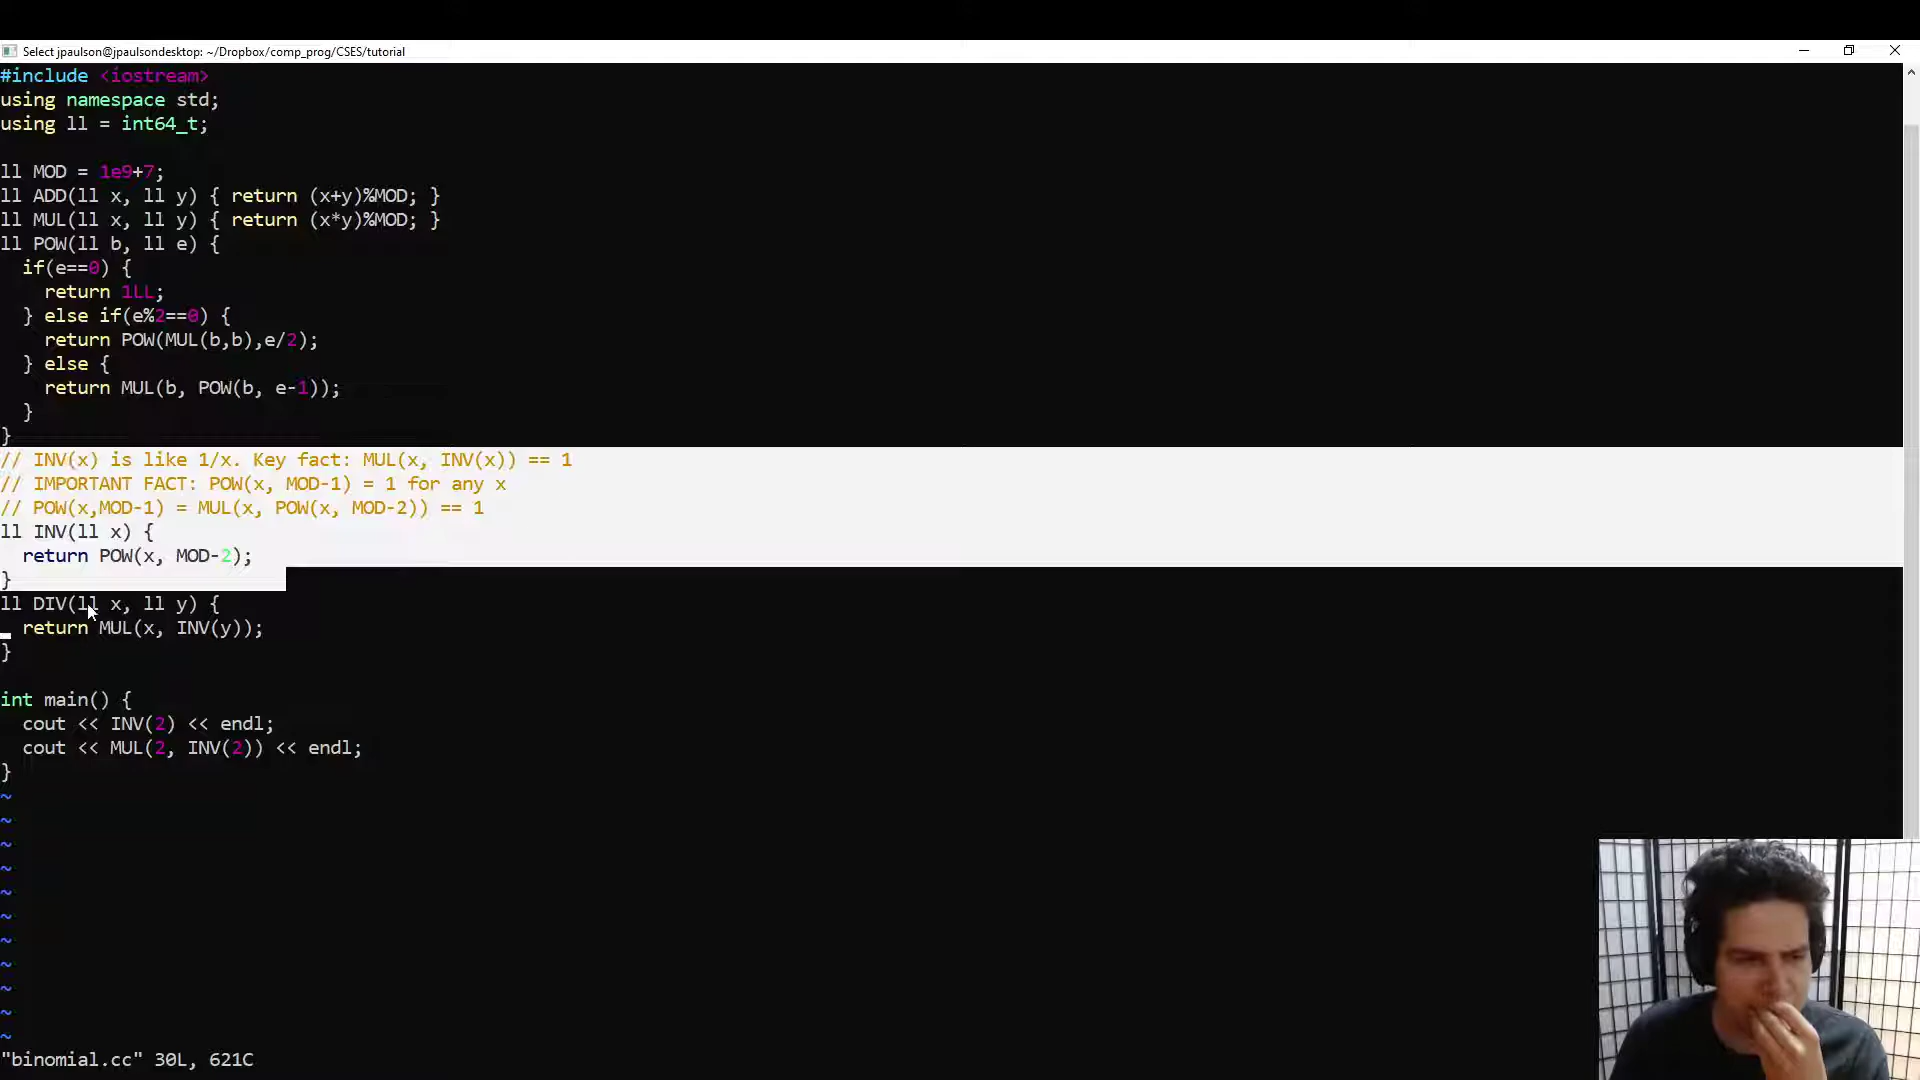 Select jpaulson@jpaulsondesktop: ~/Dropbox/comp_prog/CSES/tutorial
#include <iostream>
using namespace std;
using ll = int64_t;
ll MOD = 1e9+7;
ll ADD(ll x, ll y) { return (x+y)%MOD; }
ll MUL(ll x, ll y) { return (x*y)%MOD; }
ll POW(ll b, ll e) {
  if(e==0) {
    return 1LL;
  } else if(e%2==0) {
    return POW(MUL(b,b),e/2);
  } else {
    return MUL(b, POW(b, e-1));
  }
}
// INV(x) is like 1/x. Key fact: MUL(x, INV(x)) == 1
// IMPORTANT FACT: POW(x, MOD-1) = 1 for any x
// POW(x,MOD-1) = MUL(x, POW(x, MOD-2)) == 1
ll INV(ll x) {
  return POW(x, MOD-2);
}
ll DIV(ll x, ll y) {
  return MUL(x, INV(y));
}
int main() {
  cout << INV(2) << endl;
  cout << MUL(2, INV(2)) << endl;
}
~
~
~
~
~
~
~
~
~
~
~
"binomial.cc" 30L, 621C